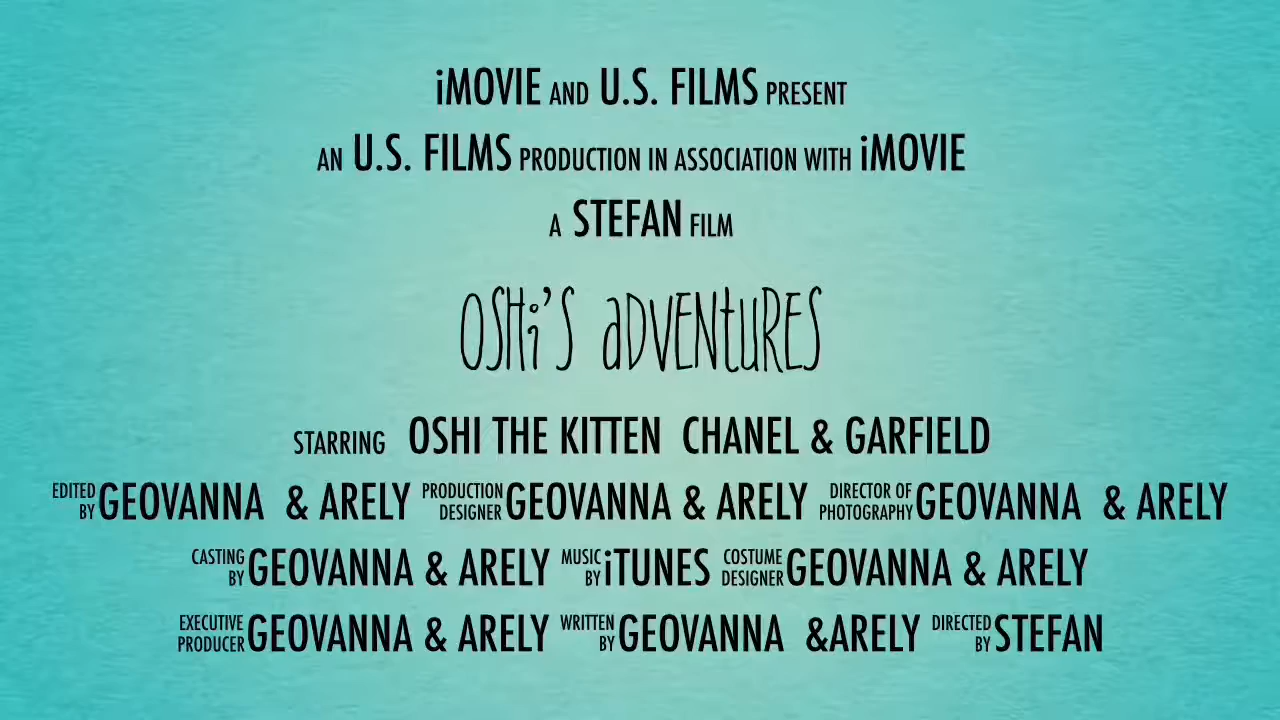 iMOVIE AND U.S. FILMS PRESENT
AN U.S. FILMS PRODUCTION IN ASSOCIATION WITH iMOVIE
A STEFAN FILM
OSHi'S aDVENtURES
STARRING OSHI THE KITTEN CHANEL & GARFIELD
EDITED BY GEOVANNA & ARELY PRODUCTION DESIGNER GEOVANNA & ARELY DIRECTOR OF PHOTOGRAPHY GEOVANNA & ARELY
CASTING BY GEOVANNA & ARELY MUSIC BY iTUNES COSTUME DESIGNER GEOVANNA & ARELY
EXECUTIVE PRODUCER GEOVANNA & ARELY WRITTEN BY GEOVANNA &ARELY DIRECTED BY STEFAN